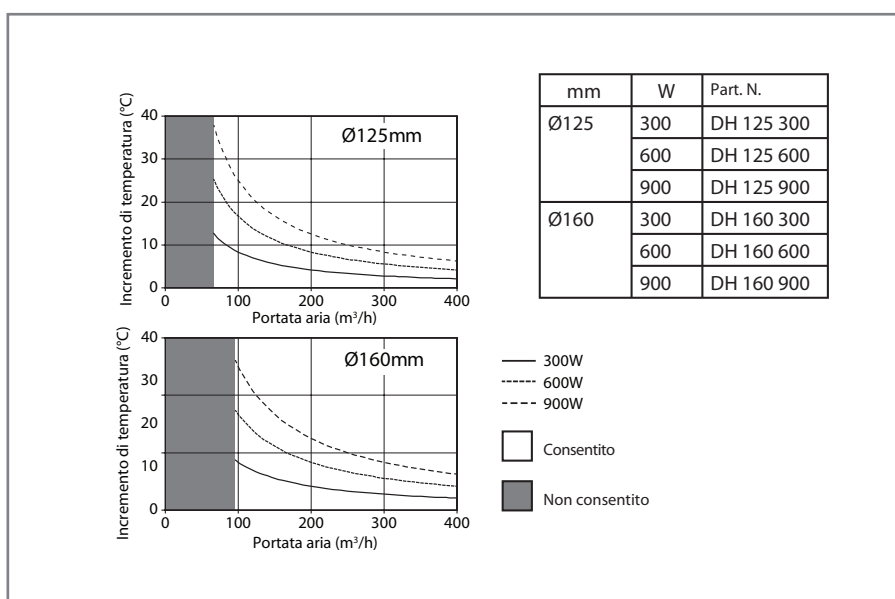 Ø125mm
Incremento di temperatura (°C)
40
30
20
10
0
0 100 200 300 400
Portata aria (m³/h)
Ø160mm
Incremento di temperatura (°C)
40
30
20
10
0
0 100 200 300 400
Portata aria (m³/h)
mm W Part. N.
Ø125 300 DH 125 300
600 DH 125 600
900 DH 125 900
Ø160 300 DH 160 300
600 DH 160 600
900 DH 160 900
300W
600W
900W
Consentito
Non consentito